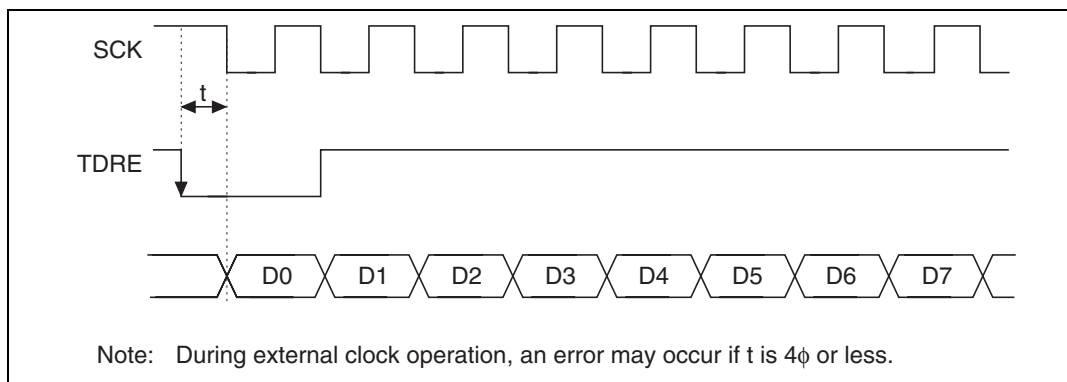 SCK
t
TDRE
D0 D1 D2 D3 D4 D5 D6 D7
Note: During external clock operation, an error may occur if t is 4ϕ or less.